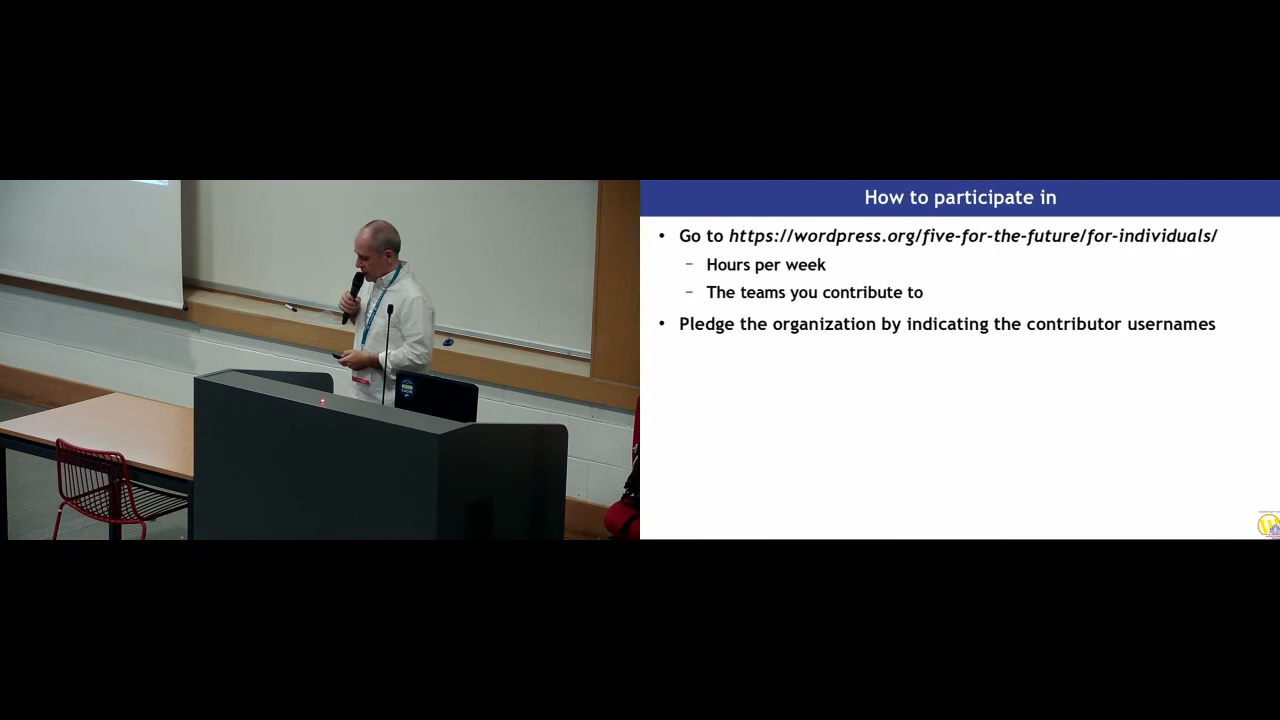 How to participate in
• Go to https://wordpress.org/five-for-the-future/for-individuals/
– Hours per week
– The teams you contribute to
• Pledge the organization by indicating the contributor usernames